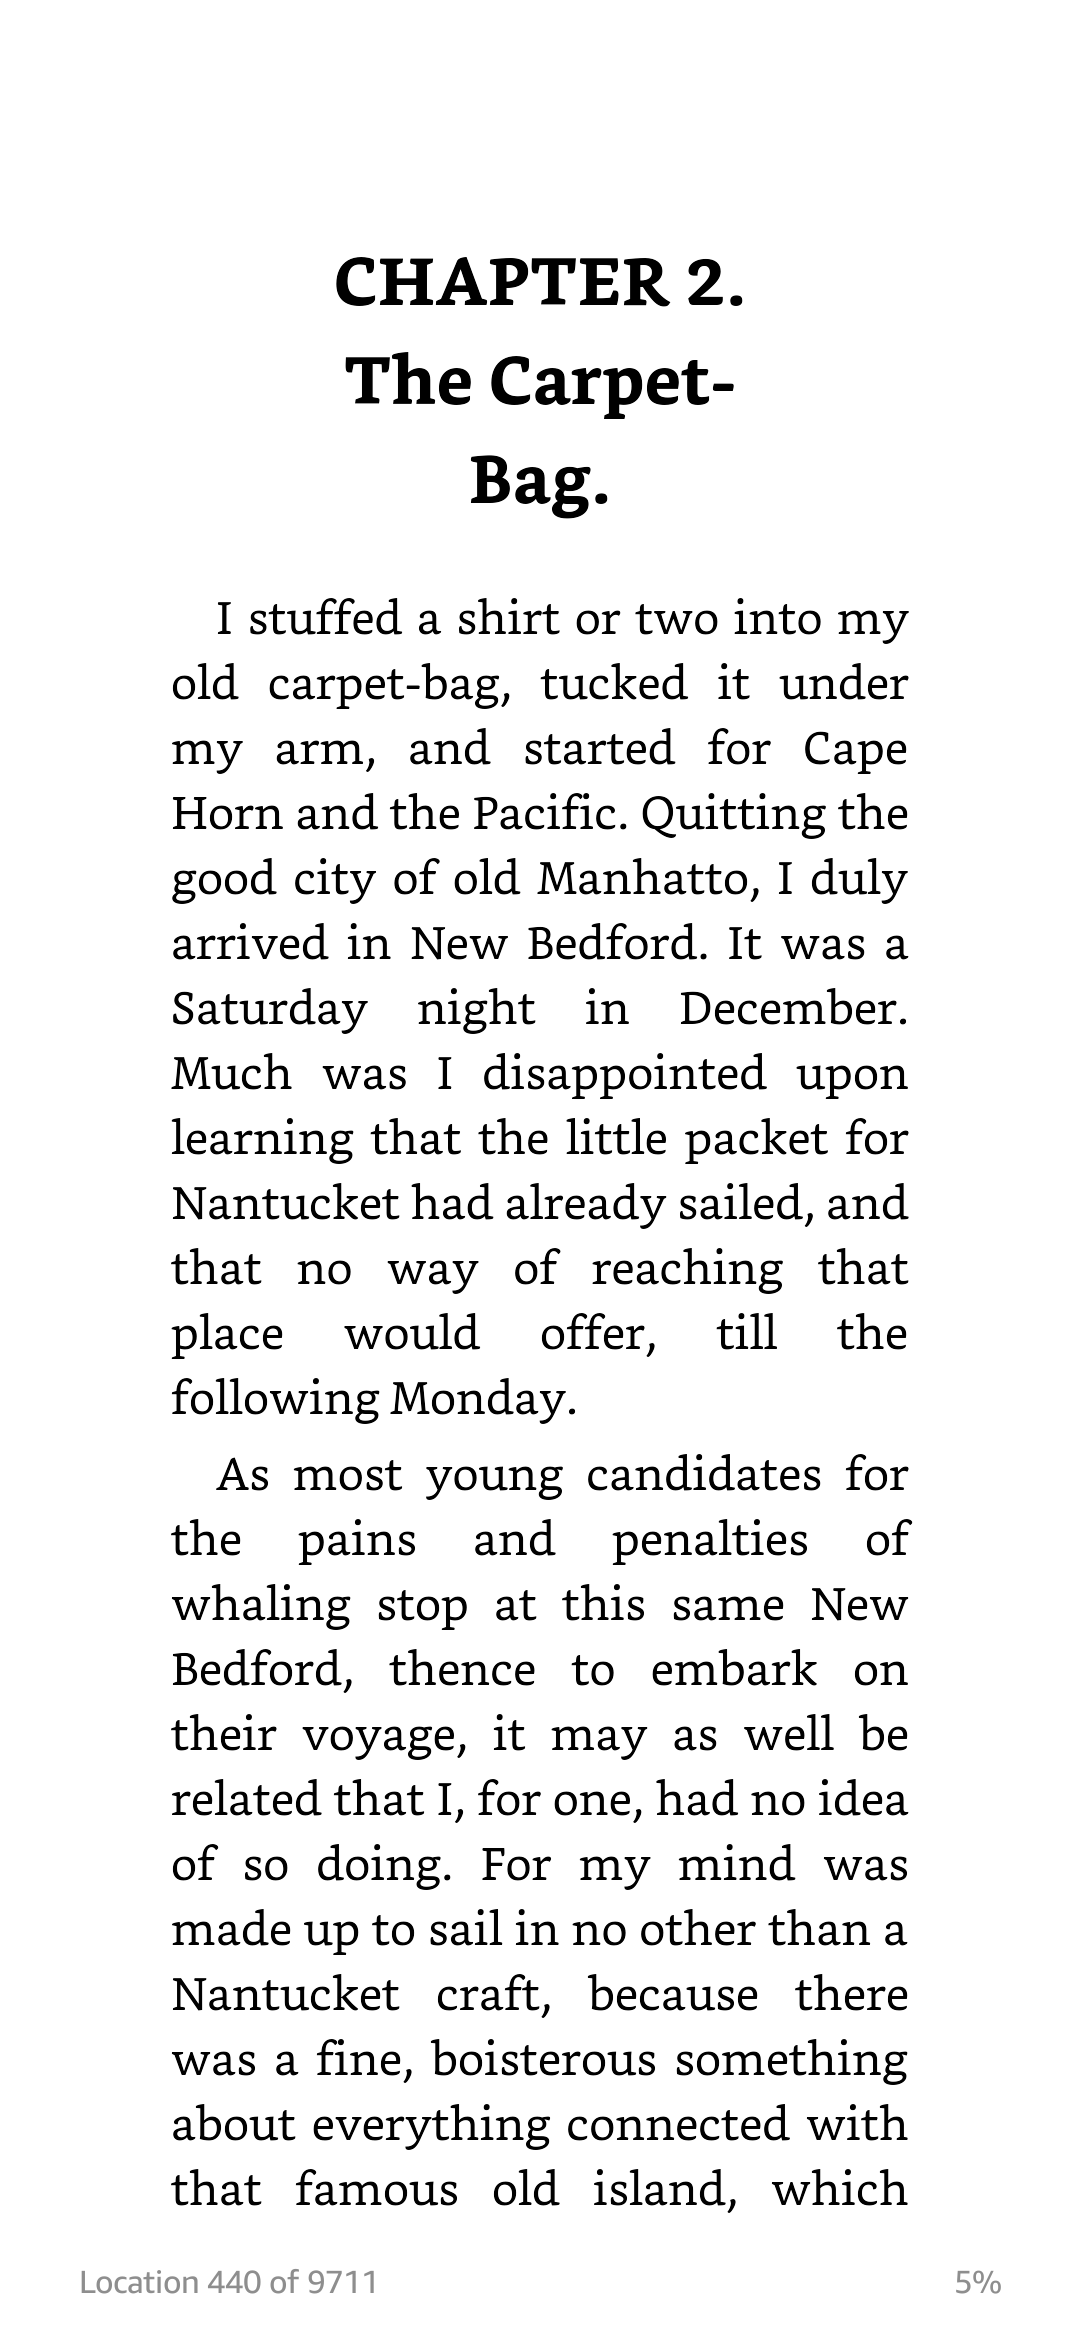 CHAPTER 2.
The Carpet-
Bag.
I stuffed a shirt or two into my
old carpet-bag, tucked it under
my arm, and started for Cape
Horn and the Pacific. Quitting the
good city of old Manhatto, I duly
arrived in New Bedford. It was a
Saturday night in December.
Much was I disappointed upon
learning that the little packet for
Nantucket had already sailed, and
that no way of reaching that
place would offer, till the
following Monday.
As most young candidates for
the pains and penalties of
whaling stop at this same New
Bedford, thence to embark on
their voyage, it may as well be
related that I, for one, had no idea
of so doing. For my mind was
made up to sail in no other than a
Nantucket craft, because there
was a fine, boisterous something
about everything connected with
that famous old island, which
Location 440 of 9711
5%